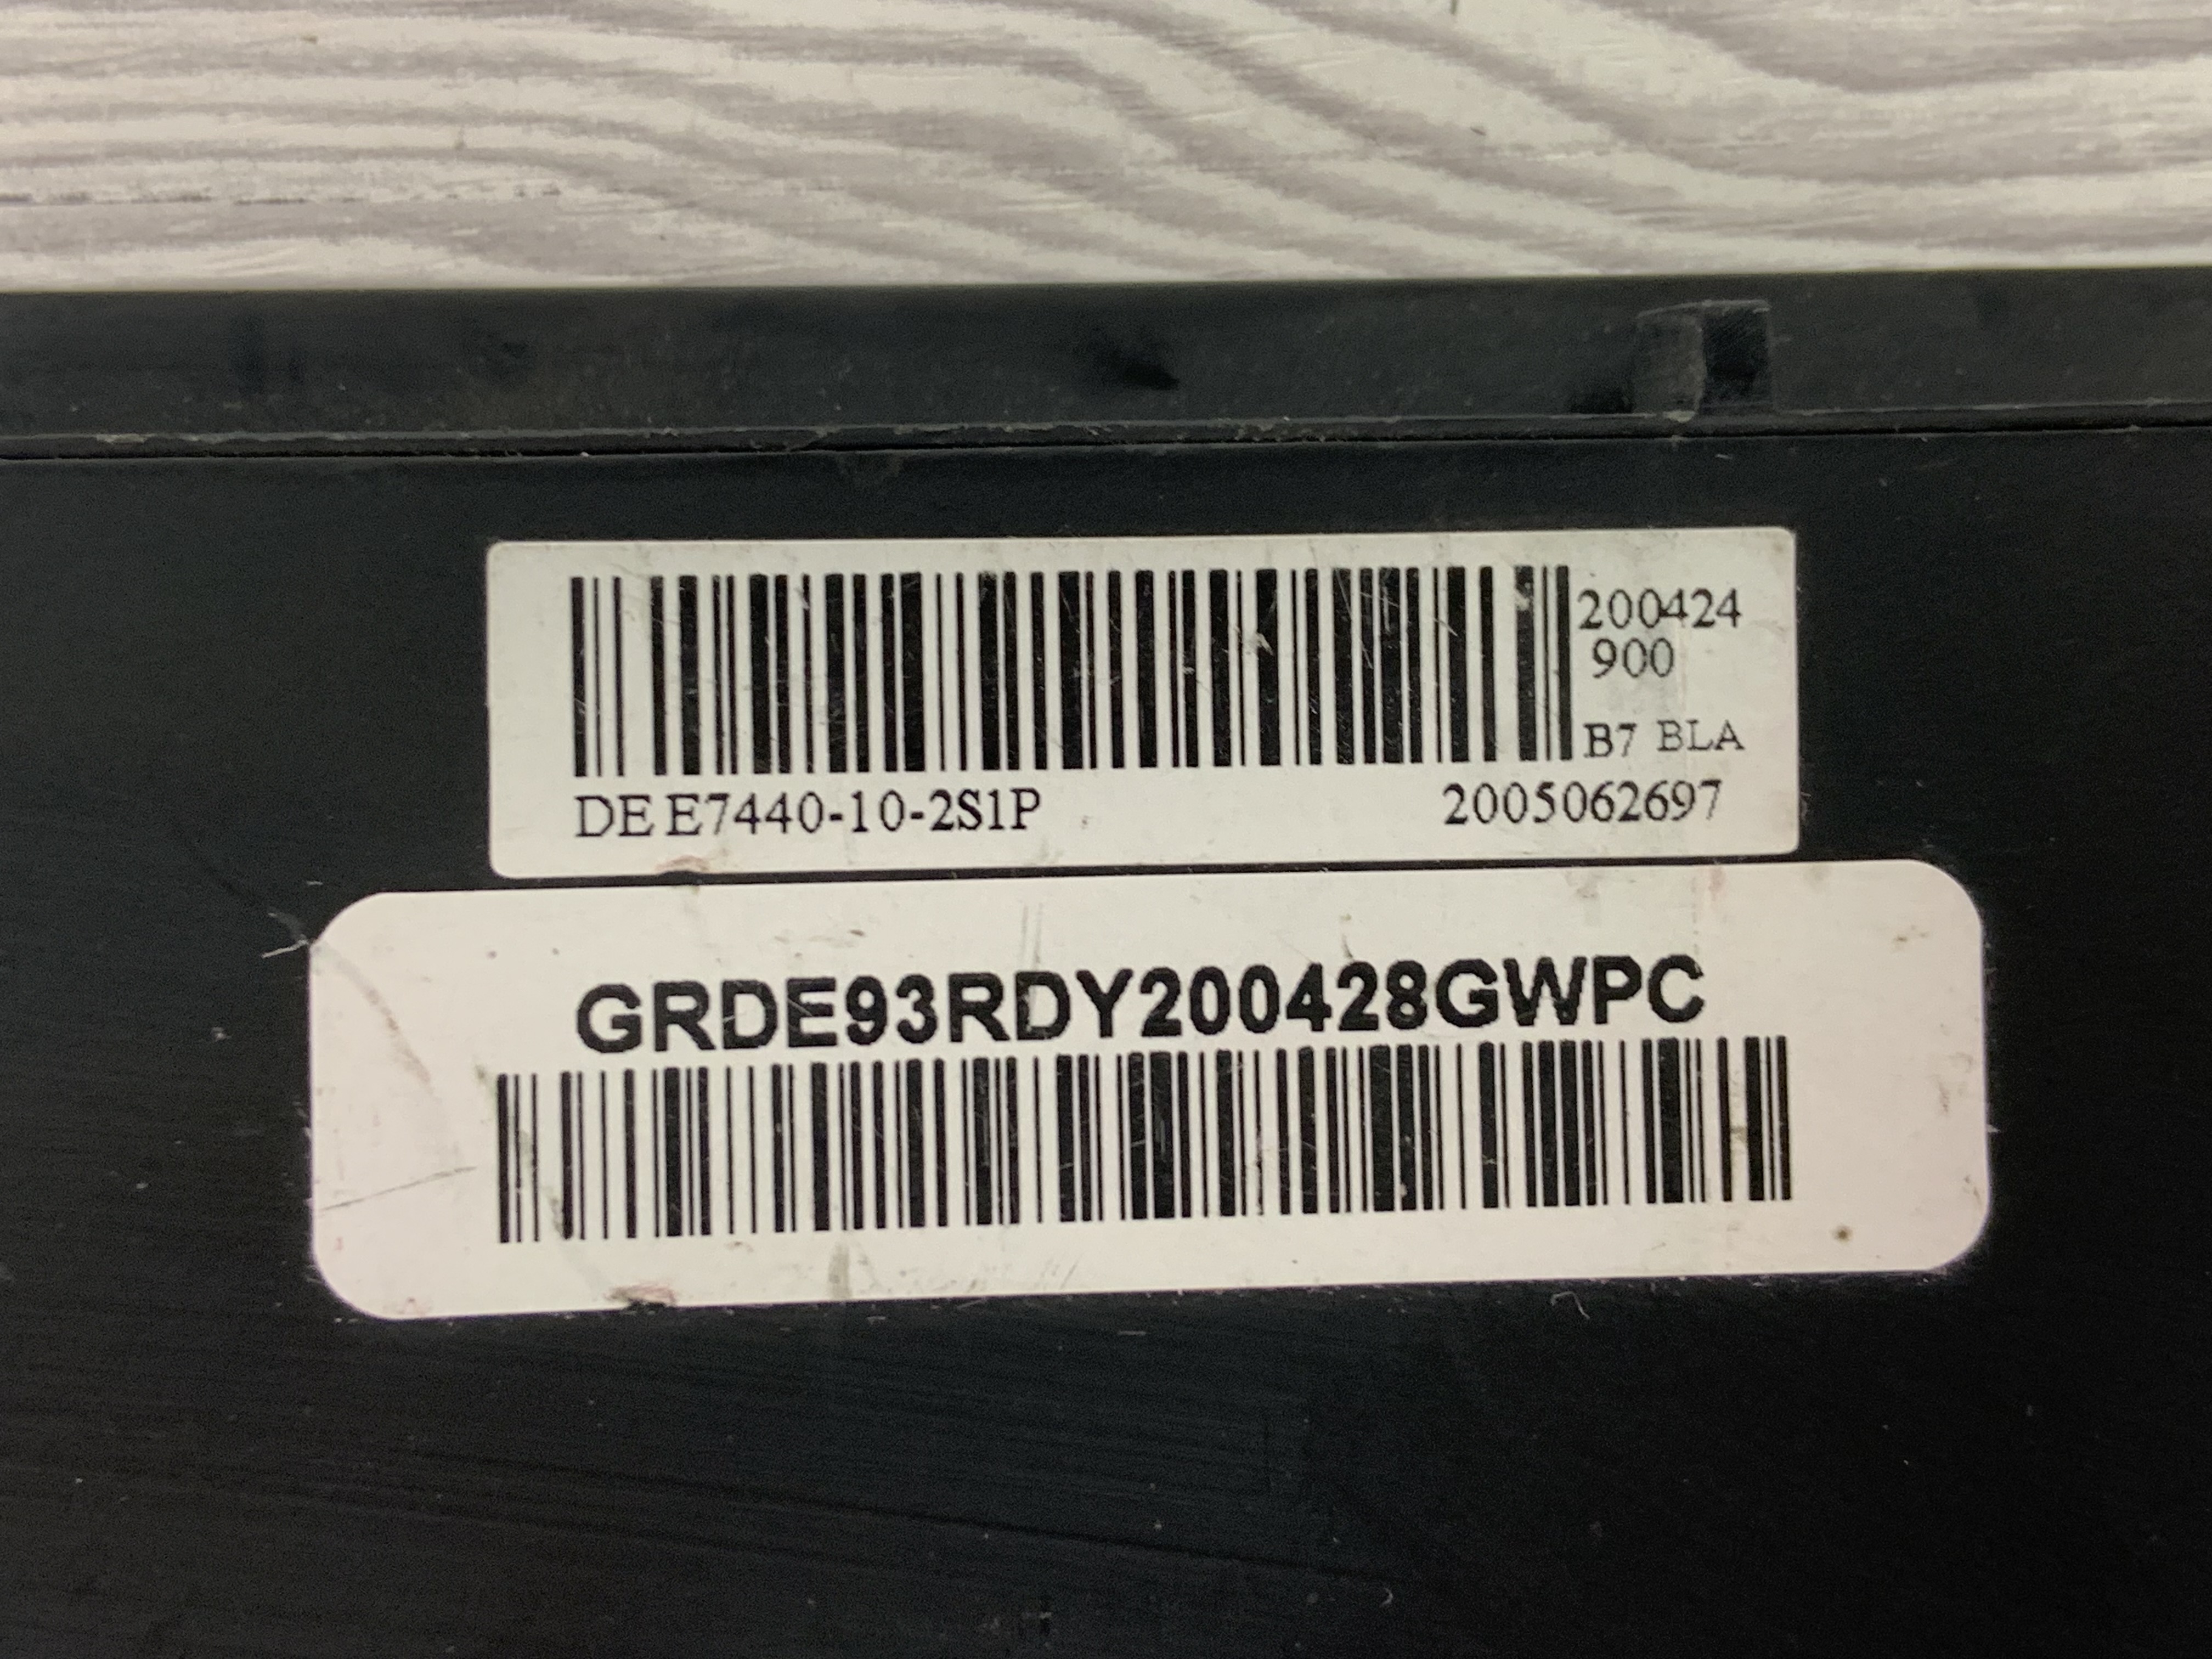 200424
900
B7 BLA
DE E7440-10-2S1P 2005062697
GRDE93RDY200428GWPC